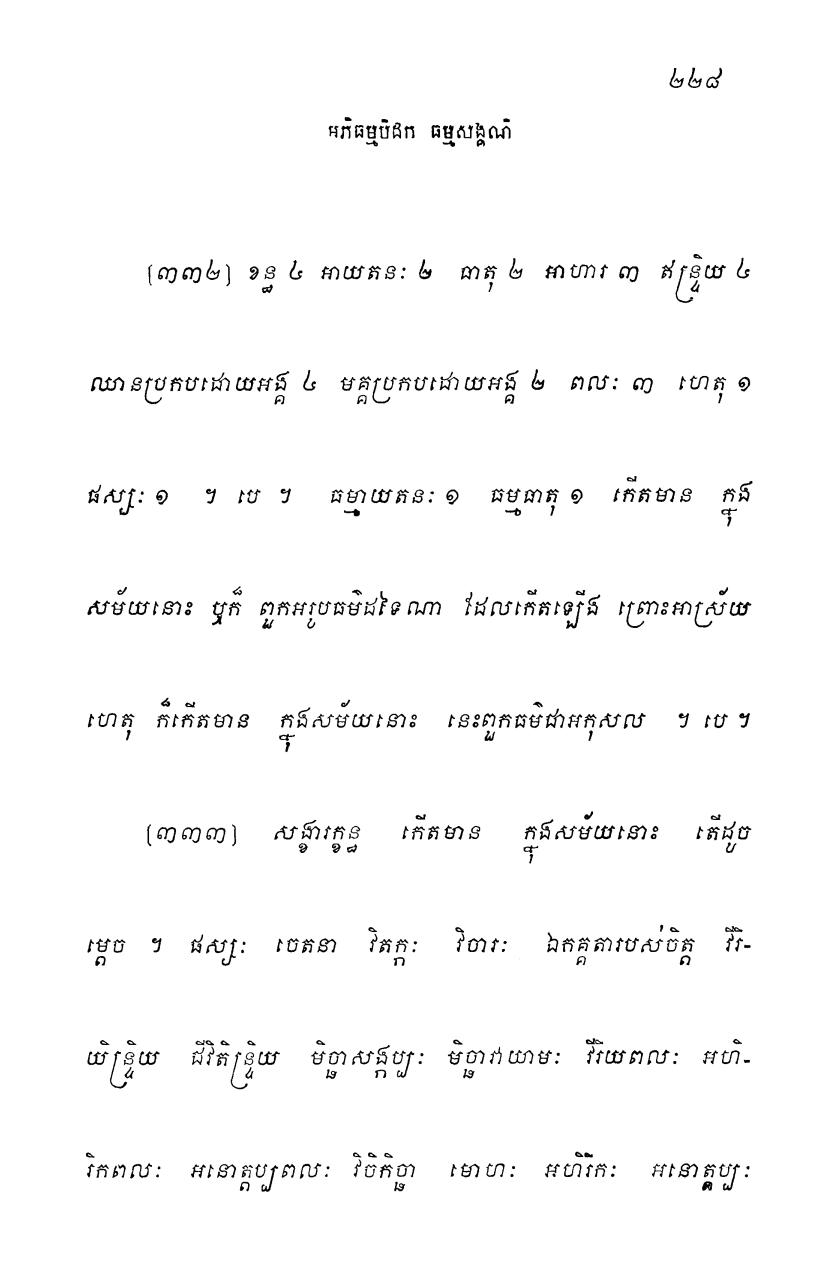 ២២៨
អភិធម្មបិដក ធម្មសង្គណិ
(៣៣២) ខន្ធ ៤ អាយតនៈ ២ ធាតុ ២ អាហារ ៣ ឥន្ទ្រិយ ៤
ឈានប្រកបដោយអង្គ ៤ មគ្គប្រកបដោយអង្គ ២ ពលៈ ៣ ហេតុ ១
ផស្សៈ ១ ។ បេ ។ ធម្មាយតនៈ ១ ធម្មធាតុ ១ កើតមាន ក្នុង
សម័យនោះ ឬក៏ ពួកអរូបធម៌ដទៃណា ដែលកើតឡើង ព្រោះអាស្រ័យ
ហេតុ ក៏កើតមាន ក្នុងសម័យនោះ នេះពួកធម៌ជាអកុសល ។ បេ ។
(៣៣៣) សង្ខារក្ខន្ធ កើតមាន ក្នុងសម័យនោះ តើដូច
ម្តេច ។ ផស្សៈ ចេតនា វិតក្កៈ វិចារៈ ឯកគ្គតារបស់ចិត្ត វីរិ-
យិន្ទ្រិយ ជីវិតិន្ទ្រិយ មិច្ឆាសង្កប្បៈ មិច្ឆាវាយាមៈ វីរិយពលៈ អហិ-
រិកពលៈ អនោត្តប្បពលៈ វិចិកិច្ឆា មោហៈ អហិរីកៈ អនោត្តប្បៈ